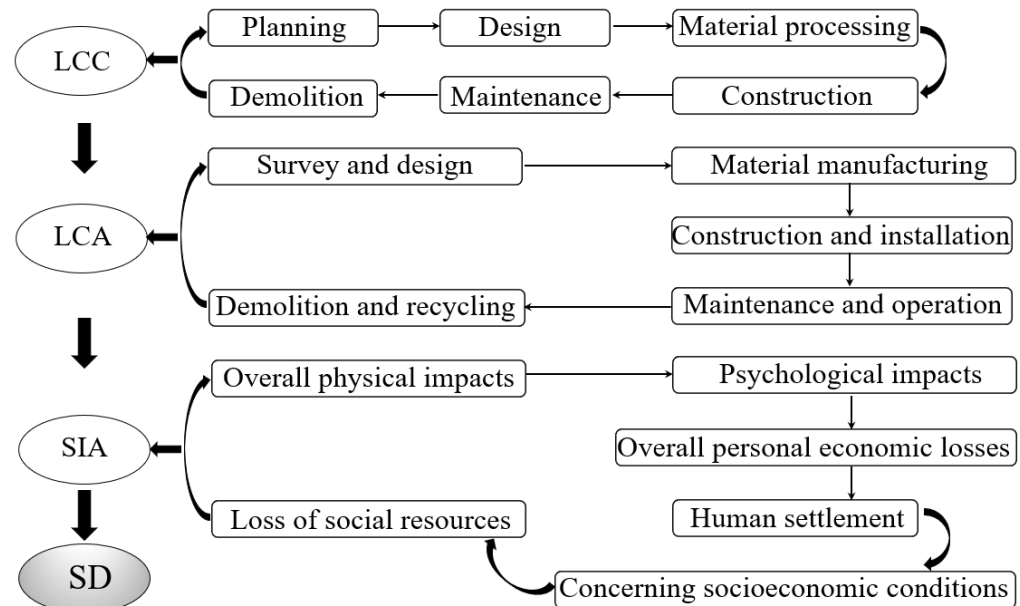 LCC
Planning
Design
Material processing
Demolition
Maintenance
Construction
LCA
Survey and design
Material manufacturing
Construction and installation
Demolition and recycling
Maintenance and operation
SIA
Overall physical impacts
Psychological impacts
Overall personal economic losses
Loss of social resources
Human settlement
Concerning socioeconomic conditions
SD